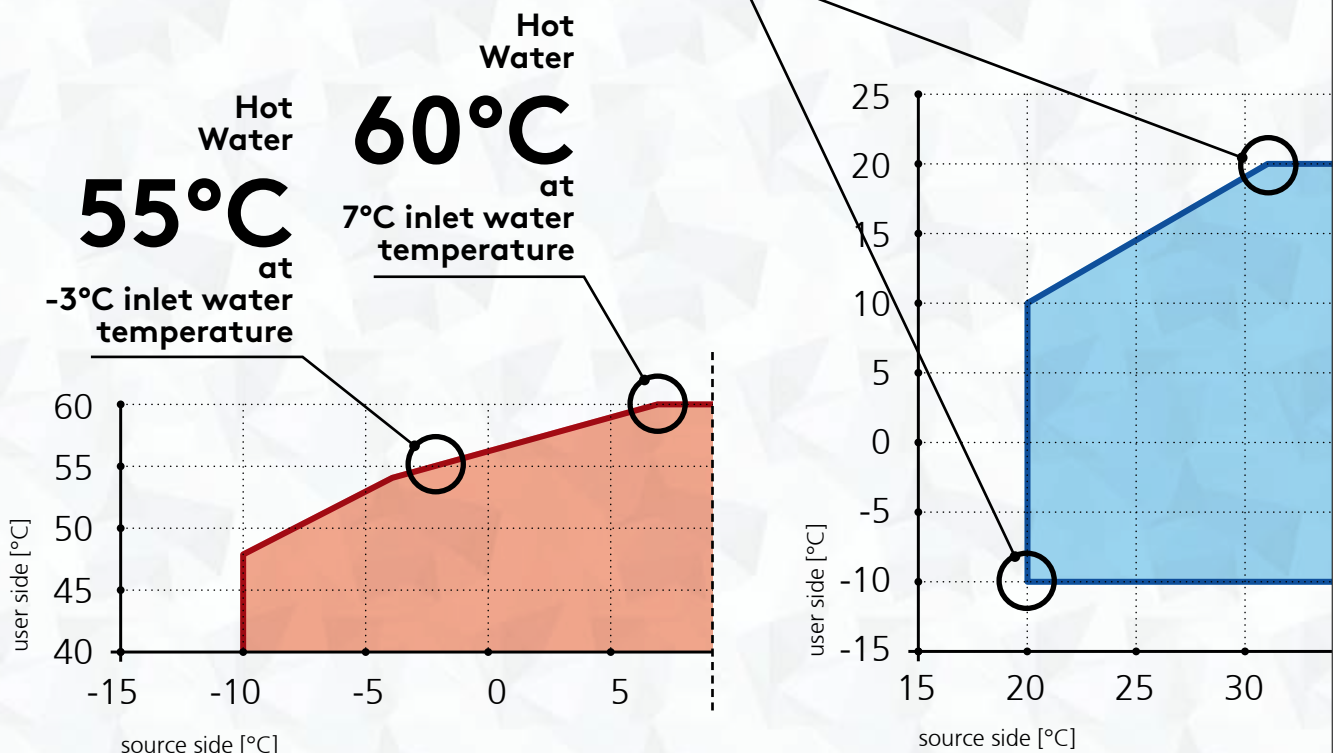 Hot
Water
60°C
at
7°C inlet water
temperature
Hot
Water
55°C
at
-3°C inlet water
temperature
60
55
50
45
40
user side [°C]
-15
-10
-5
0
5
source side [°C]
25
20
15
10
5
0
-5
-10
-15
user side [°C]
15
20
25
30
source side [°C]